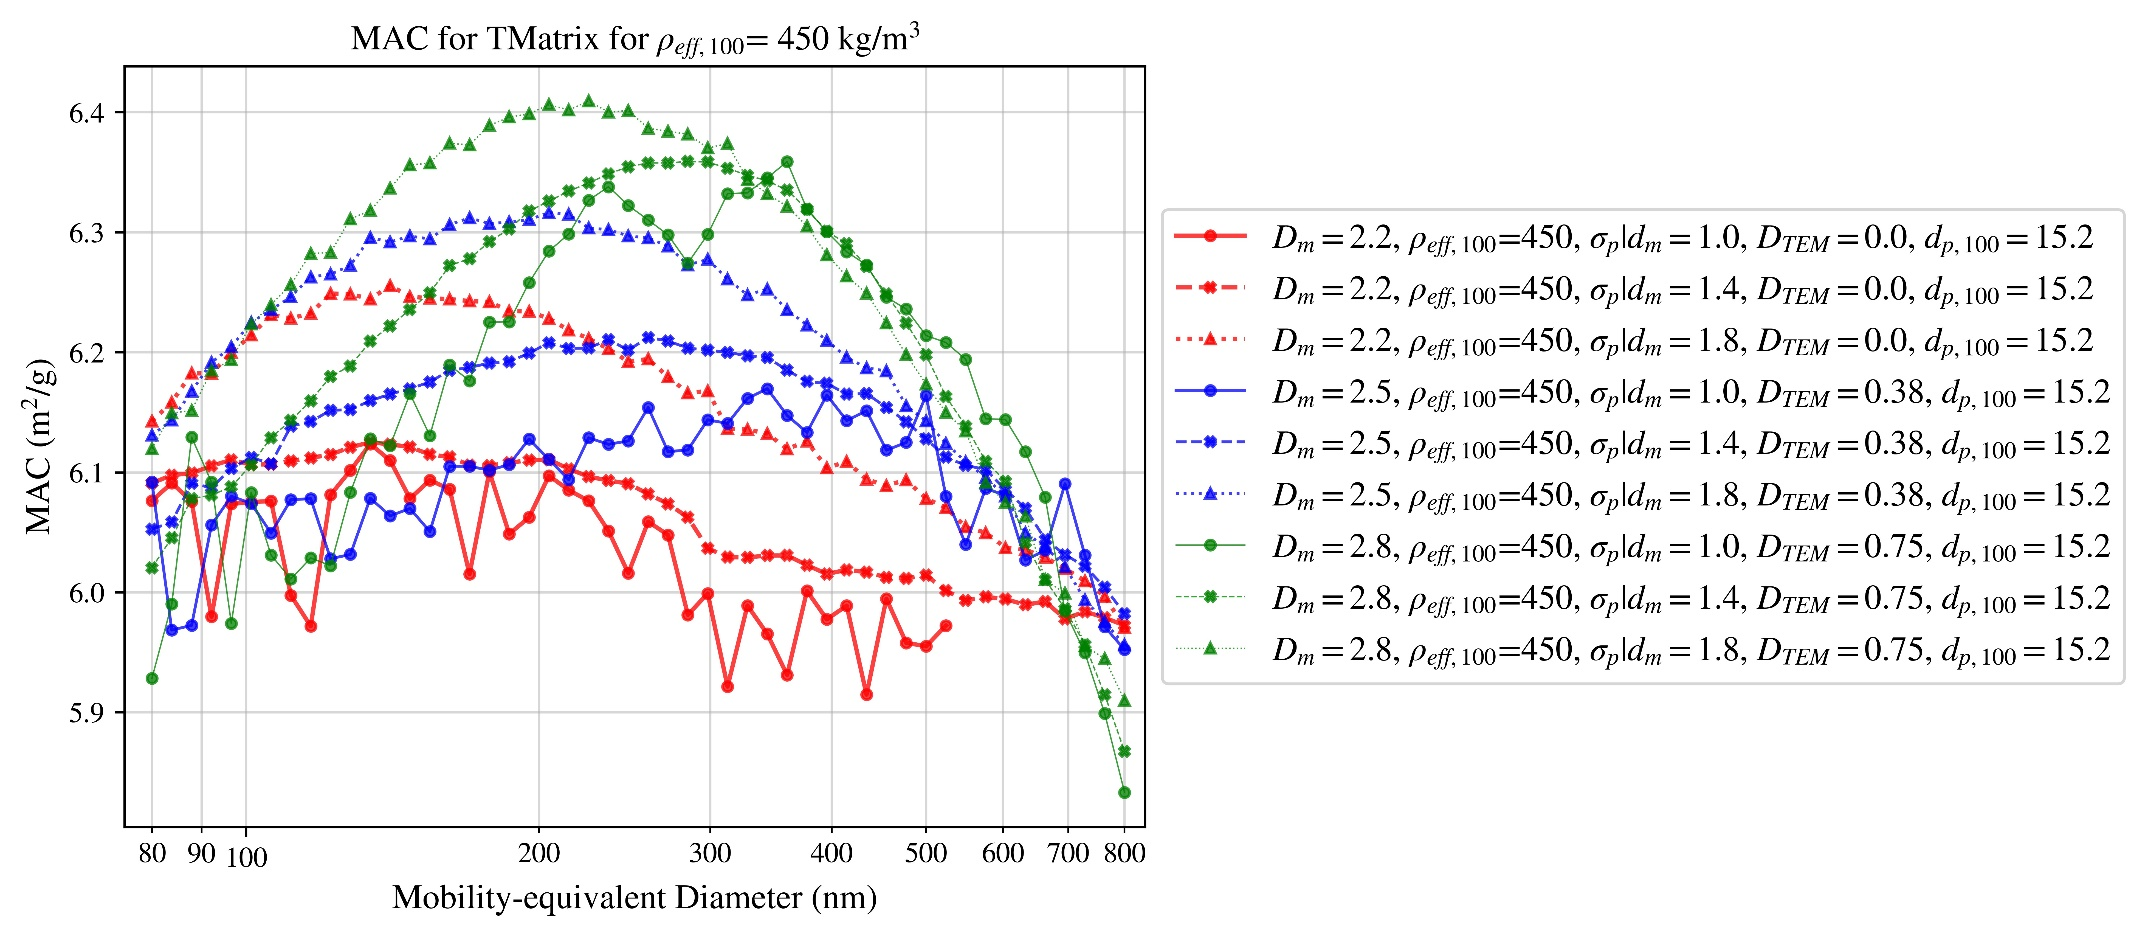 MAC for TMatrix for ρeff,100= 450 kg/m³
MAC (m²/g)
6.4
6.3
6.2
6.1
6.0
5.9
80 90 100 200 300 400 500 600 700 800
Mobility-equivalent Diameter (nm)
Dm = 2.2, ρeff,100=450, σp|dm = 1.0, DTEM = 0.0, dp,100 = 15.2
Dm = 2.2, ρeff,100=450, σp|dm = 1.4, DTEM = 0.0, dp,100 = 15.2
Dm = 2.2, ρeff,100=450, σp|dm = 1.8, DTEM = 0.0, dp,100 = 15.2
Dm = 2.5, ρeff,100=450, σp|dm = 1.0, DTEM = 0.38, dp,100 = 15.2
Dm = 2.5, ρeff,100=450, σp|dm = 1.4, DTEM = 0.38, dp,100 = 15.2
Dm = 2.5, ρeff,100=450, σp|dm = 1.8, DTEM = 0.38, dp,100 = 15.2
Dm = 2.8, ρeff,100=450, σp|dm = 1.0, DTEM = 0.75, dp,100 = 15.2
Dm = 2.8, ρeff,100=450, σp|dm = 1.4, DTEM = 0.75, dp,100 = 15.2
Dm = 2.8, ρeff,100=450, σp|dm = 1.8, DTEM = 0.75, dp,100 = 15.2